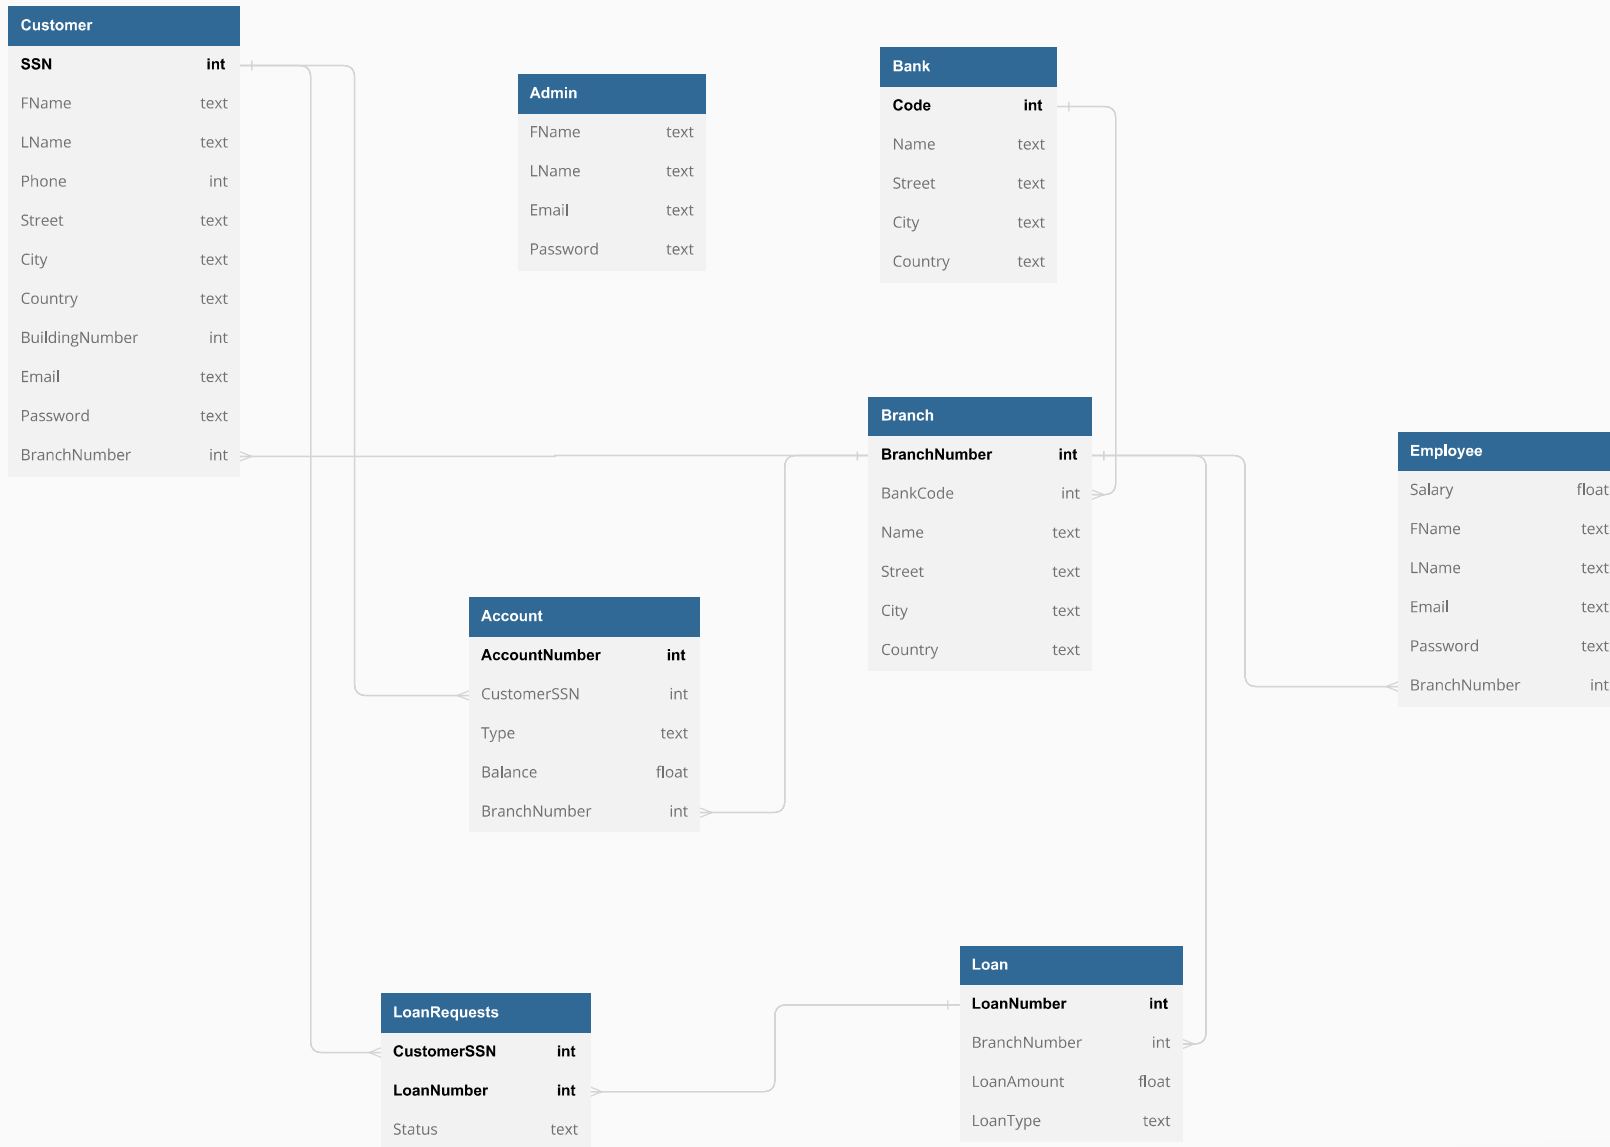 Customer
SSN int
FName text
LName text
Phone int
Street text
City text
Country text
BuildingNumber int
Email text
Password text
BranchNumber int
Admin
FName text
LName text
Email text
Password text
Bank
Code int
Name text
Street text
City text
Country text
Branch
BranchNumber int
BankCode int
Name text
Street text
City text
Country text
Employee
Salary float
FName text
LName text
Email text
Password text
BranchNumber int
Account
AccountNumber int
CustomerSSN int
Type text
Balance float
BranchNumber int
LoanRequests
CustomerSSN int
LoanNumber int
Status text
Loan
LoanNumber int
BranchNumber int
LoanAmount float
LoanType text